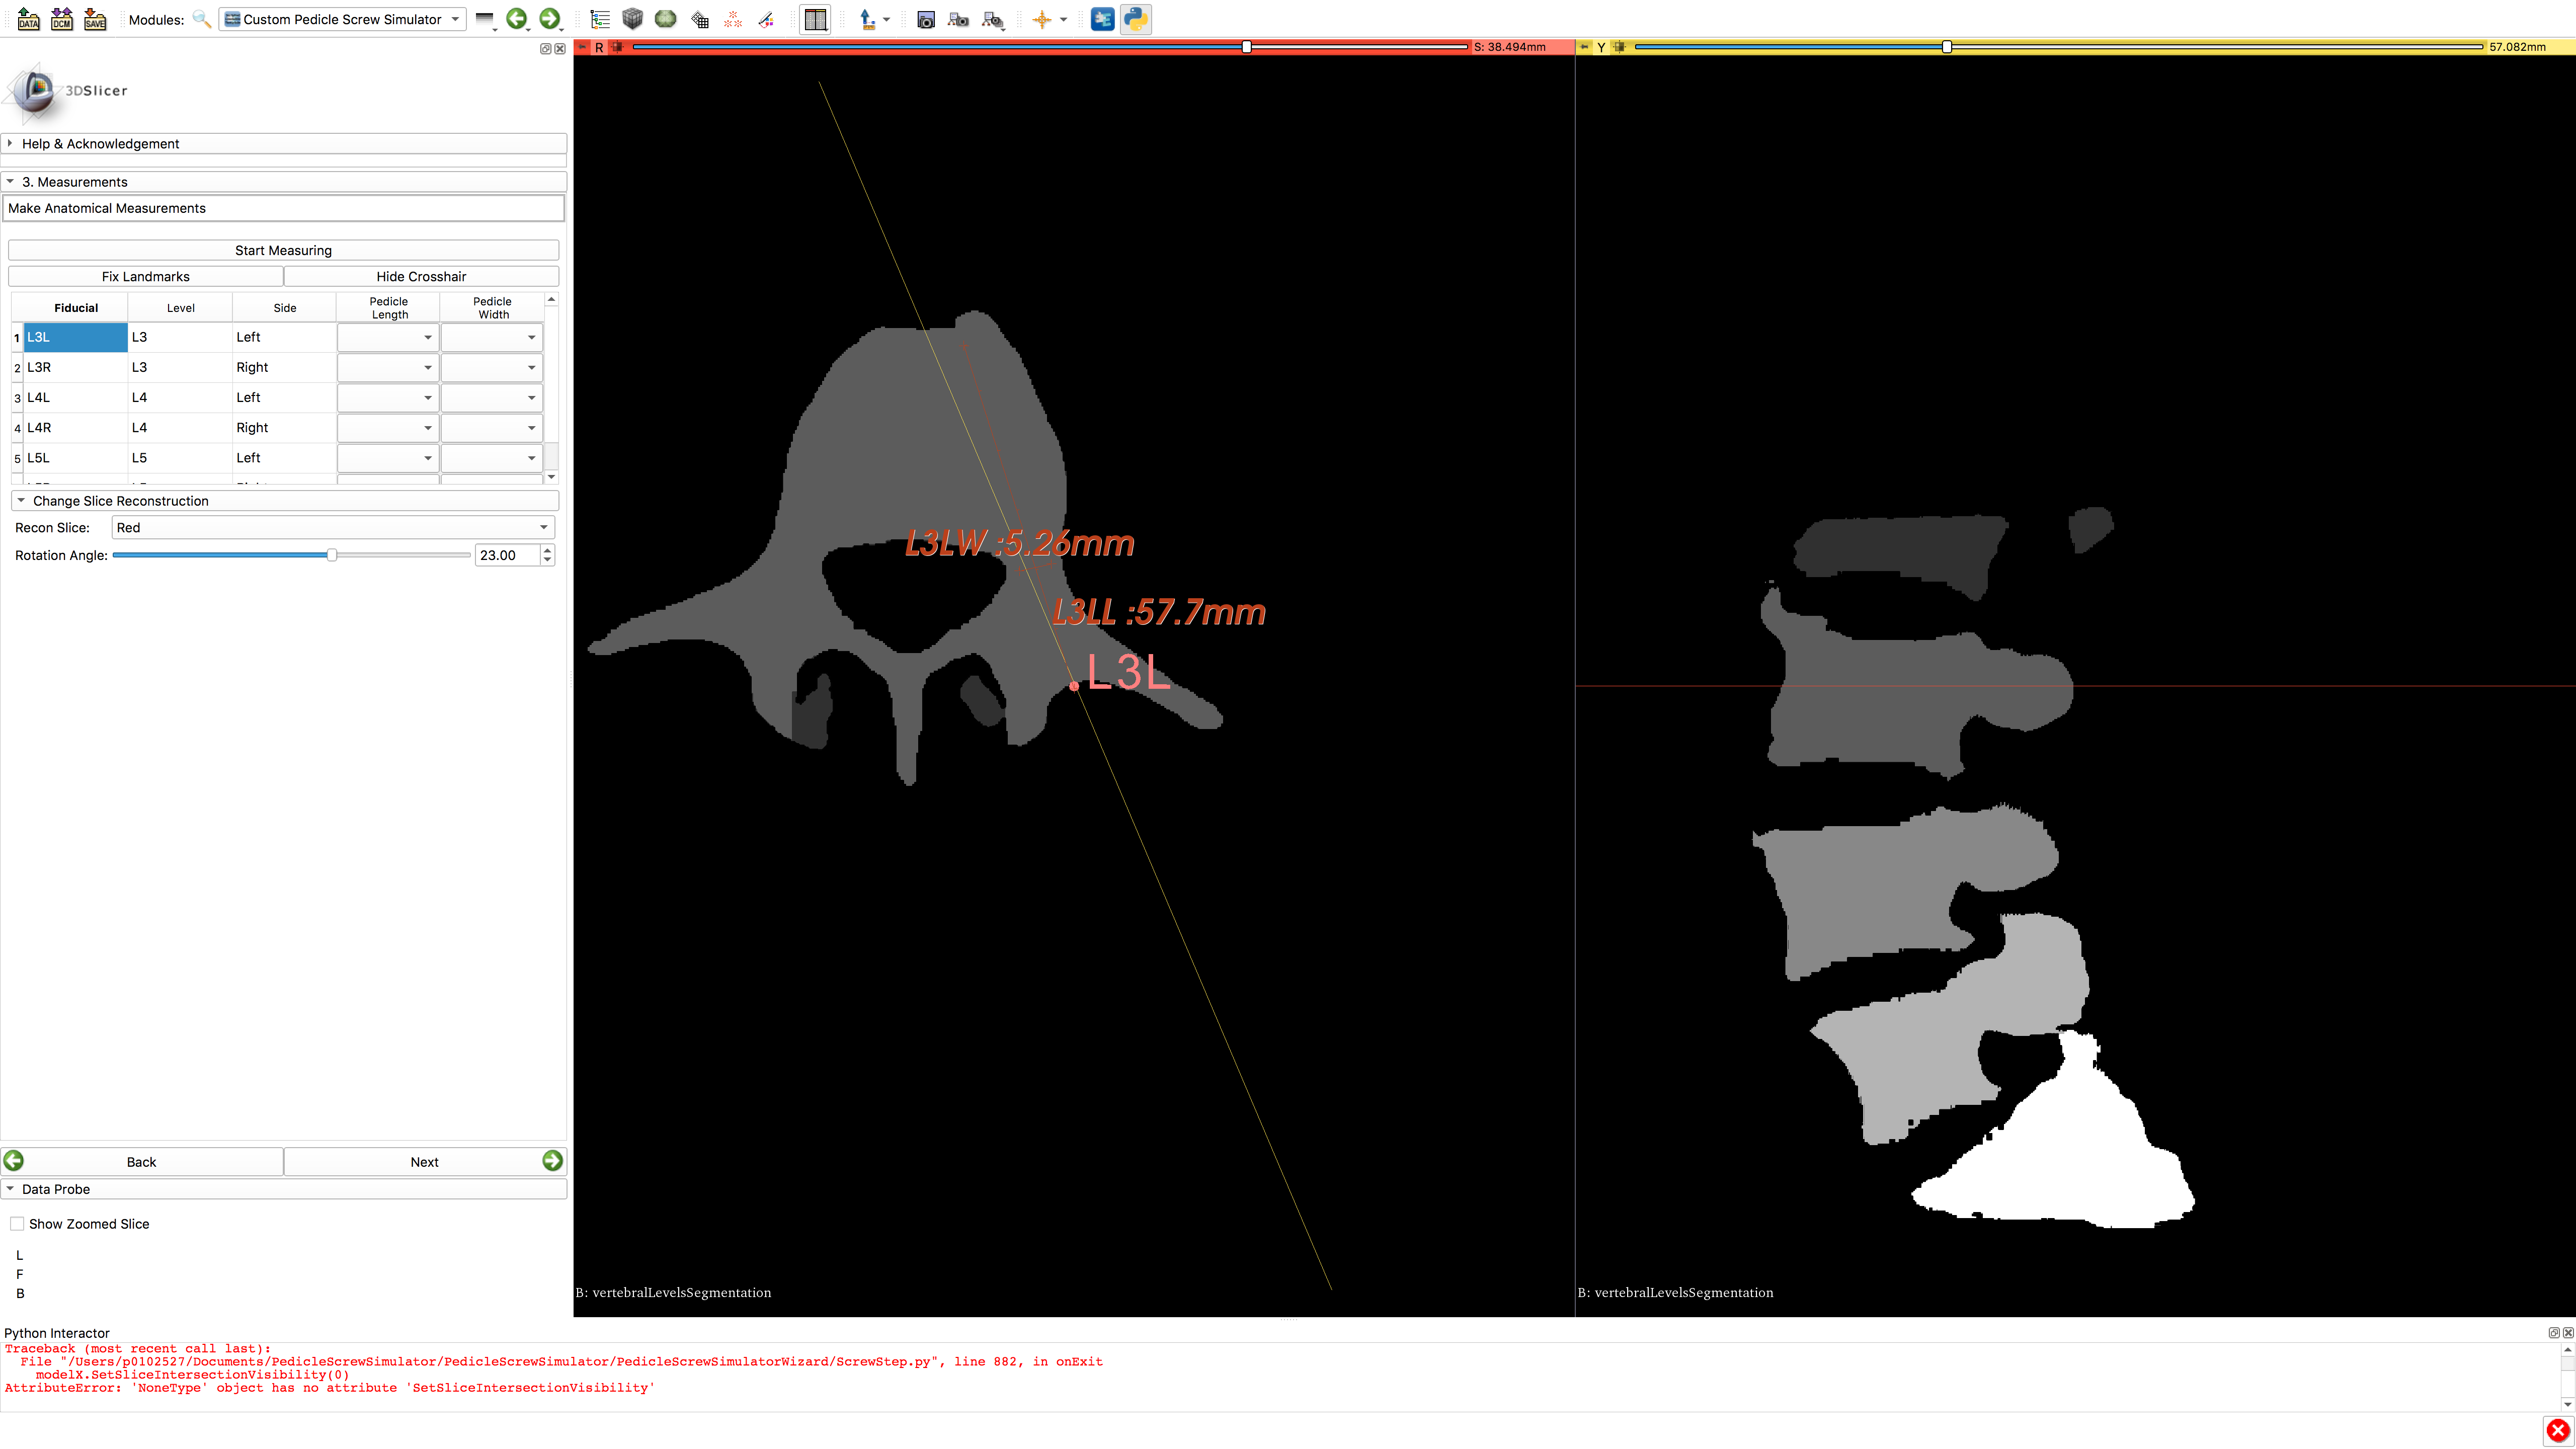 DATA DCM SAVE Modules: Custom Pedicle Screw Simulator
R S: 38.494mm
Y 57.082mm
3DSlicer
Help & Acknowledgement
3. Measurements
Make Anatomical Measurements
Start Measuring
Fix Landmarks Hide Crosshair
Fiducial Level Side Pedicle Length Pedicle Width
1 L3L L3 Left
2 L3R L3 Right
3 L4L L4 Left
4 L4R L4 Right
5 L5L L5 Left
Change Slice Reconstruction
Recon Slice: Red
Rotation Angle: 23.00
L3LW :5.26mm
L3LL :57.7mm
L3L
Back Next
Data Probe
Show Zoomed Slice
L
F
B
B: vertebralLevelsSegmentation
B: vertebralLevelsSegmentation
Python Interactor
Traceback (most recent call last):
File "/Users/p0102527/Documents/PedicleScrewSimulator/PedicleScrewSimulator/PedicleScrewSimulatorWizard/ScrewStep.py", line 882, in onExit
modelX.SetSliceIntersectionVisibility(0)
AttributeError: 'NoneType' object has no attribute 'SetSliceIntersectionVisibility'